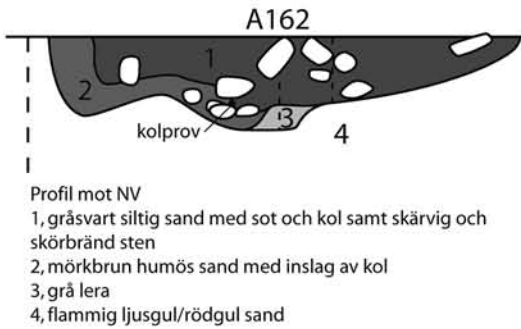 A162
1
2
3
4
kolprov
Profil mot NV
1, gråsvart siltig sand med sot och kol samt skärvig och
skörbränd sten
2, mörkbrun humös sand med inslag av kol
3, grå lera
4, flammig ljusgul/rödgul sand